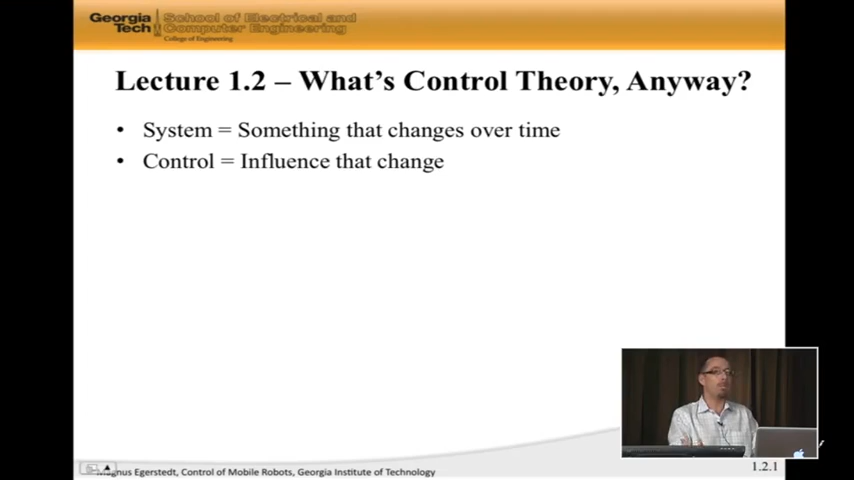 Georgia Tech
School of Electrical and
Computer Engineering
College of Engineering
Lecture 1.2 – What's Control Theory, Anyway?
• System = Something that changes over time
• Control = Influence that change
Magnus Egerstedt, Control of Mobile Robots, Georgia Institute of Technology
1.2.1